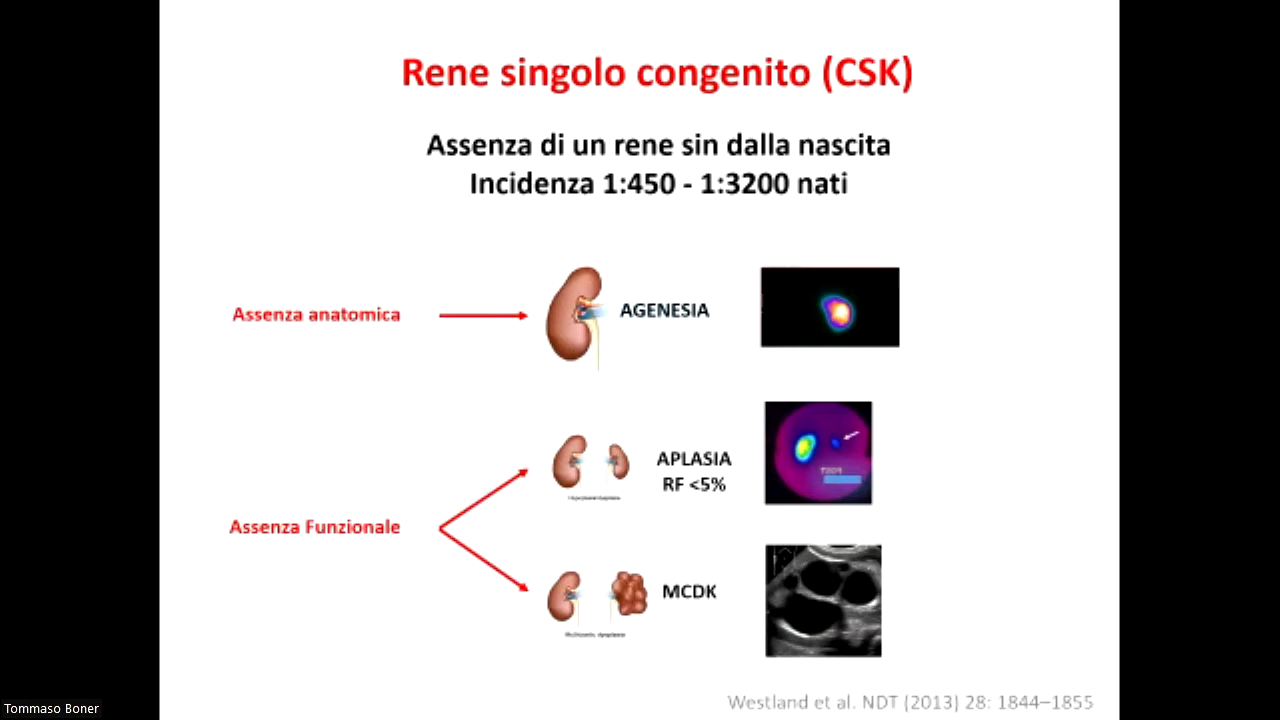 Rene singolo congenito (CSK)
Assenza di un rene sin dalla nascita
Incidenza 1:450 - 1:3200 nati
Assenza anatomica
AGENESIA
APLASIA
RF <5%
Assenza Funzionale
MCDK
Westland et al. NDT (2013) 28: 1844–1855
Tommaso Boner